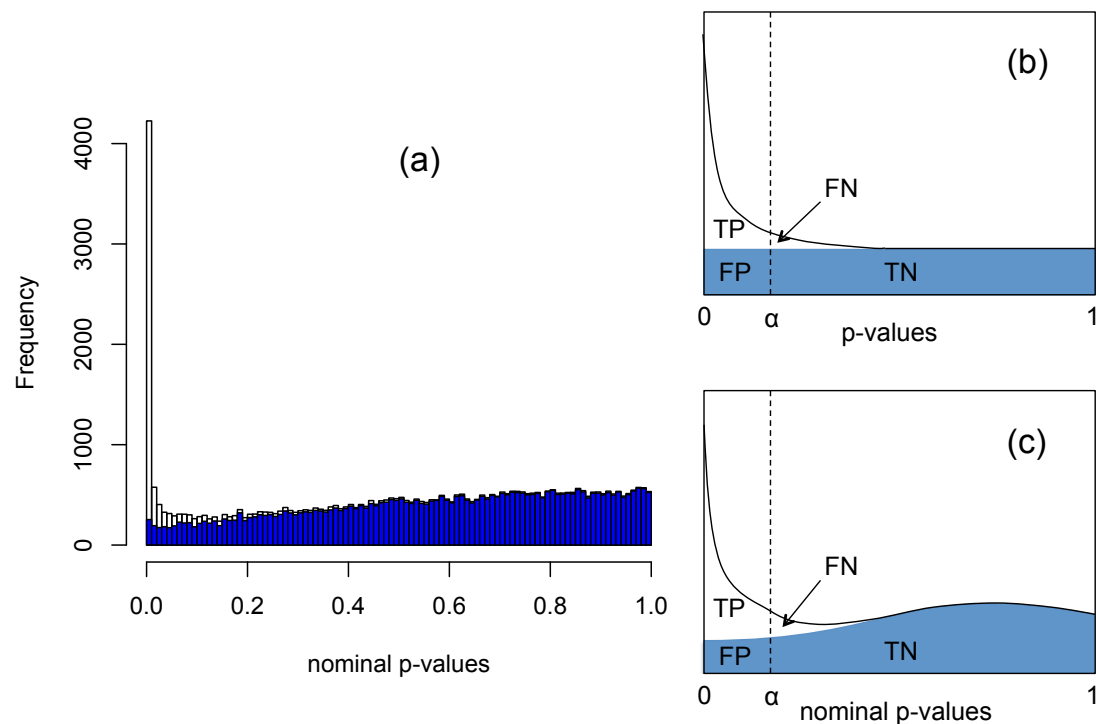 (a)
Frequency
4000
3000
2000
1000
0
0.0 0.2 0.4 0.6 0.8 1.0
nominal p-values
(b)
FN
TP
FP TN
0 α 1
p-values
(c)
FN
TP
FP TN
0 α 1
nominal p-values